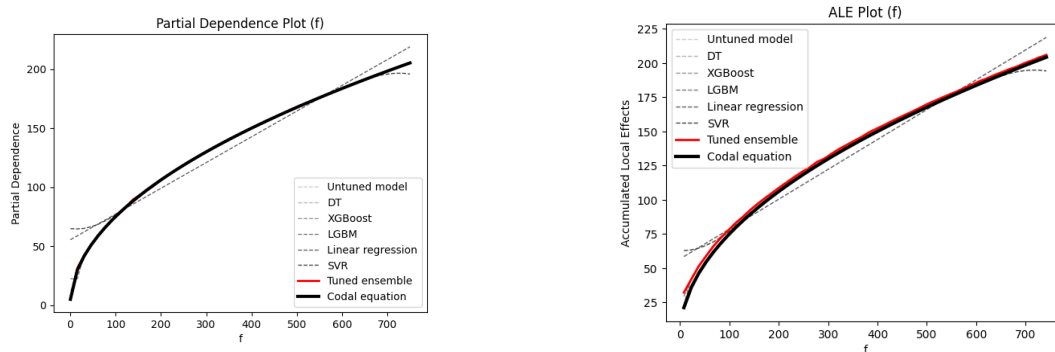 Partial Dependence Plot (f)
Partial Dependence
200
150
100
50
0
0 100 200 300 400 500 600 700
f
Untuned model
DT
XGBoost
LGBM
Linear regression
SVR
Tuned ensemble
Codal equation
ALE Plot (f)
Accumulated Local Effects
225
200
175
150
125
100
75
50
25
0 100 200 300 400 500 600 700
f
Untuned model
DT
XGBoost
LGBM
Linear regression
SVR
Tuned ensemble
Codal equation